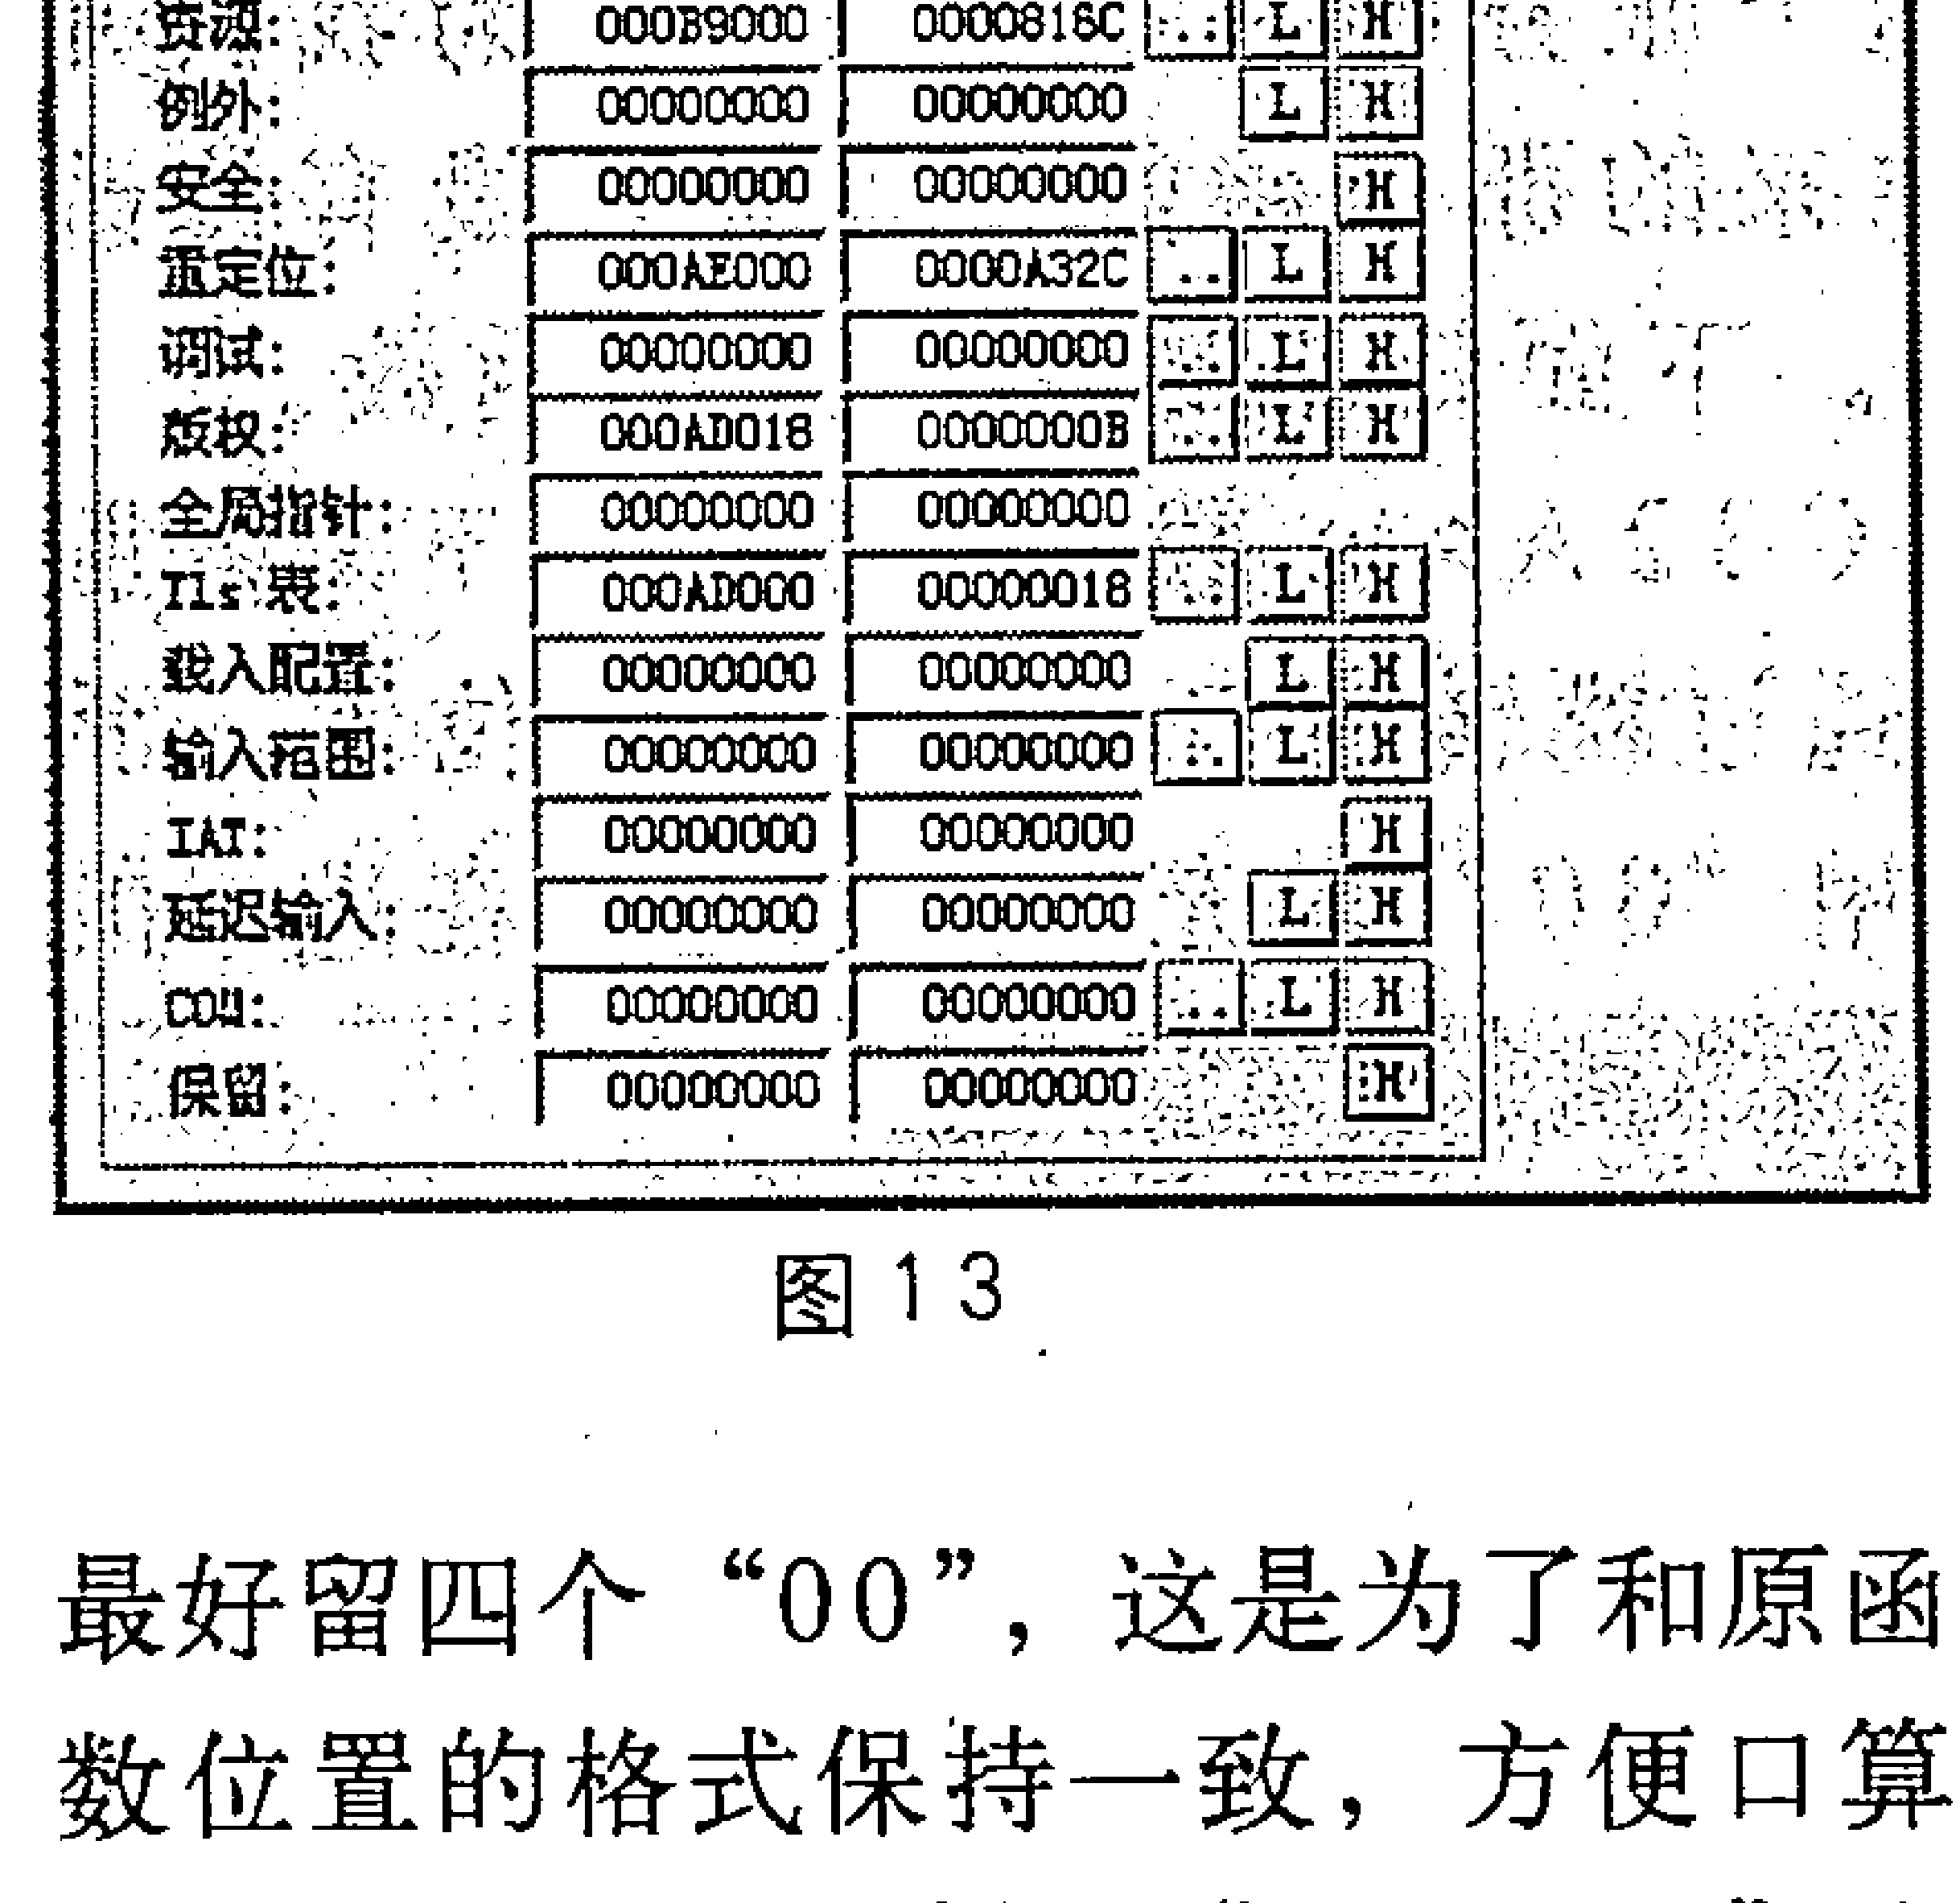 资源: 000B9000 0000816C .. L H
例外: 00000000 00000000 L H
安全: 00000000 00000000 H
重定位: 000AE000 0000A32C .. L H
调试: 00000000 00000000 .. L H
版权: 000AD018 0000000B .. L H
全局指针: 00000000 00000000
Tls 表: 000AD000 00000018 .. L H
载入配置: 00000000 00000000 L H
输入范围: 00000000 00000000 .. L H
IAT: 00000000 00000000 H
延迟输入: 00000000 00000000 L H
COM: 00000000 00000000 .. L H
保留: 00000000 00000000 H
图 13
最好留四个“00”，这是为了和原函
数位置的格式保持一致，方便口算